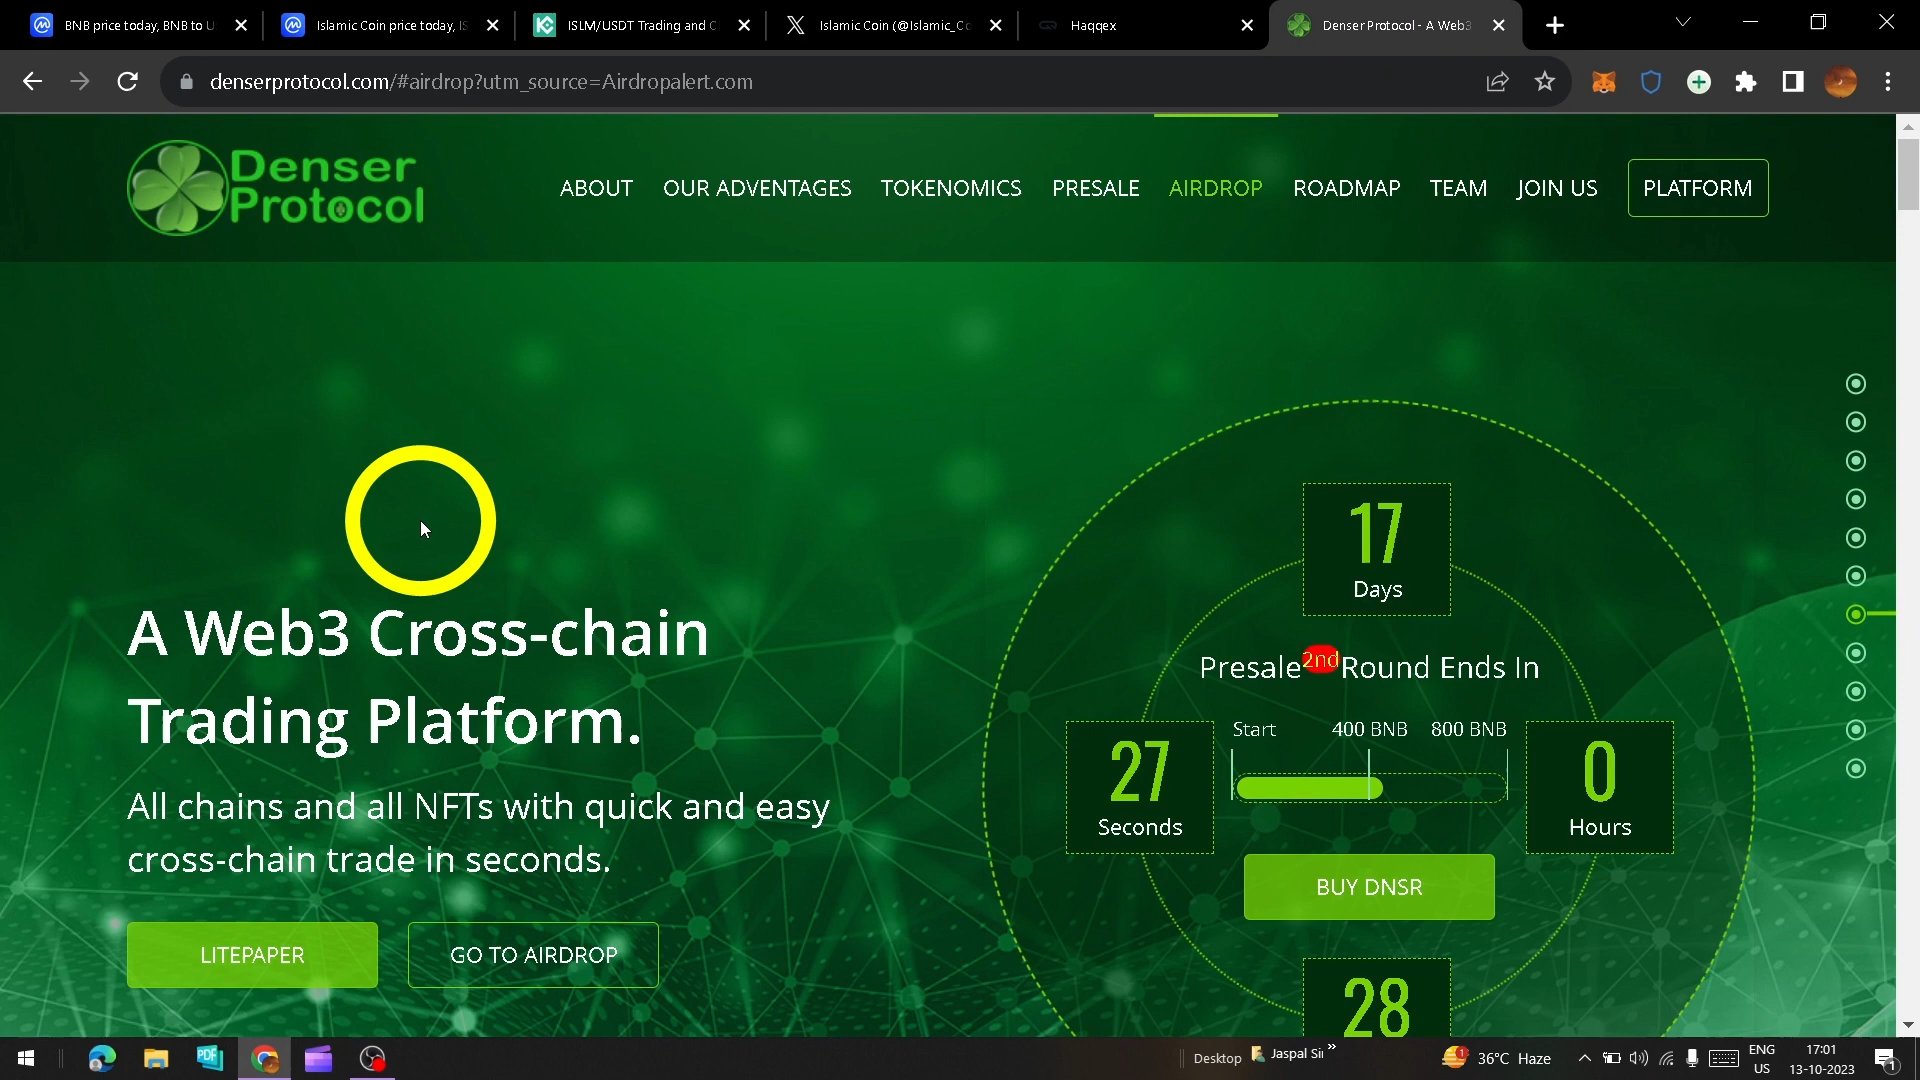 BNB price today, BNB to U
Islamic Coin price today, IS
ISLM/USDT Trading and C
Islamic Coin (@Islamic_Co
Haqqex
Denser Protocol - A Web3
denserprotocol.com/#airdrop?utm_source=Airdropalert.com
Denser
Protocol
ABOUT
OUR ADVENTAGES
TOKENOMICS
PRESALE
AIRDROP
ROADMAP
TEAM
JOIN US
PLATFORM
A Web3 Cross-chain
Trading Platform.
All chains and all NFTs with quick and easy
cross-chain trade in seconds.
LITEPAPER
GO TO AIRDROP
17
Days
Presale 2nd Round Ends In
Start
400 BNB
800 BNB
27
Seconds
0
Hours
BUY DNSR
28
PDF
Desktop
Jaspal Sir
1
36°C Haze
ENG
US
17:01
13-10-2023
1